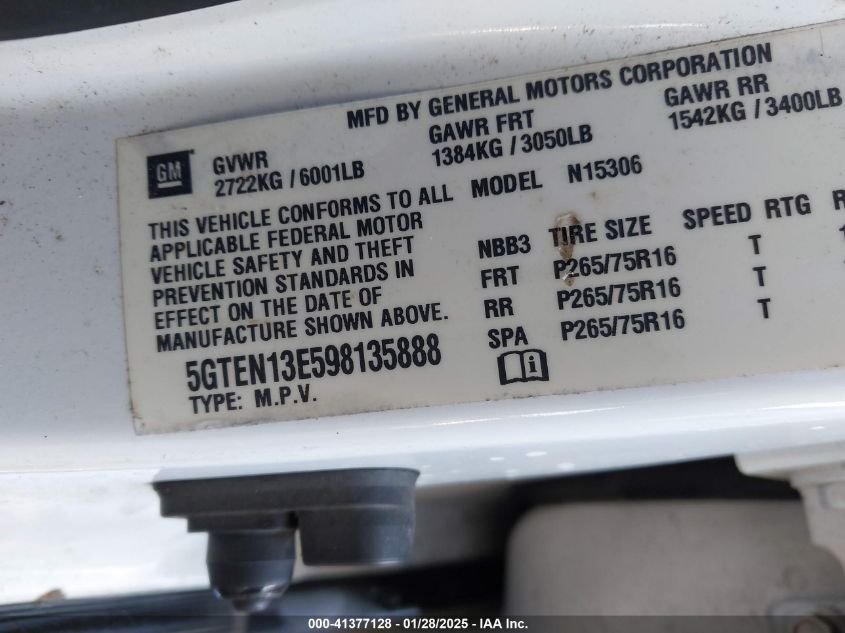 MFD BY GENERAL MOTORS CORPORATION
GM GVWR GAWR FRT GAWR RR
2722KG / 6001LB 1384KG / 3050LB 1542KG / 3400LB
THIS VEHICLE CONFORMS TO ALL MODEL N15306
APPLICABLE FEDERAL MOTOR
VEHICLE SAFETY AND THEFT NBB3 TIRE SIZE SPEED RTG R
PREVENTION STANDARDS IN FRT P265/75R16 T
EFFECT ON THE DATE OF RR P265/75R16 T
MANUFACTURE SHOWN ABOVE. SPA P265/75R16 T
5GTEN13E598135888
TYPE: M.P.V.
000-41377128 - 01/28/2025 - IAA Inc.